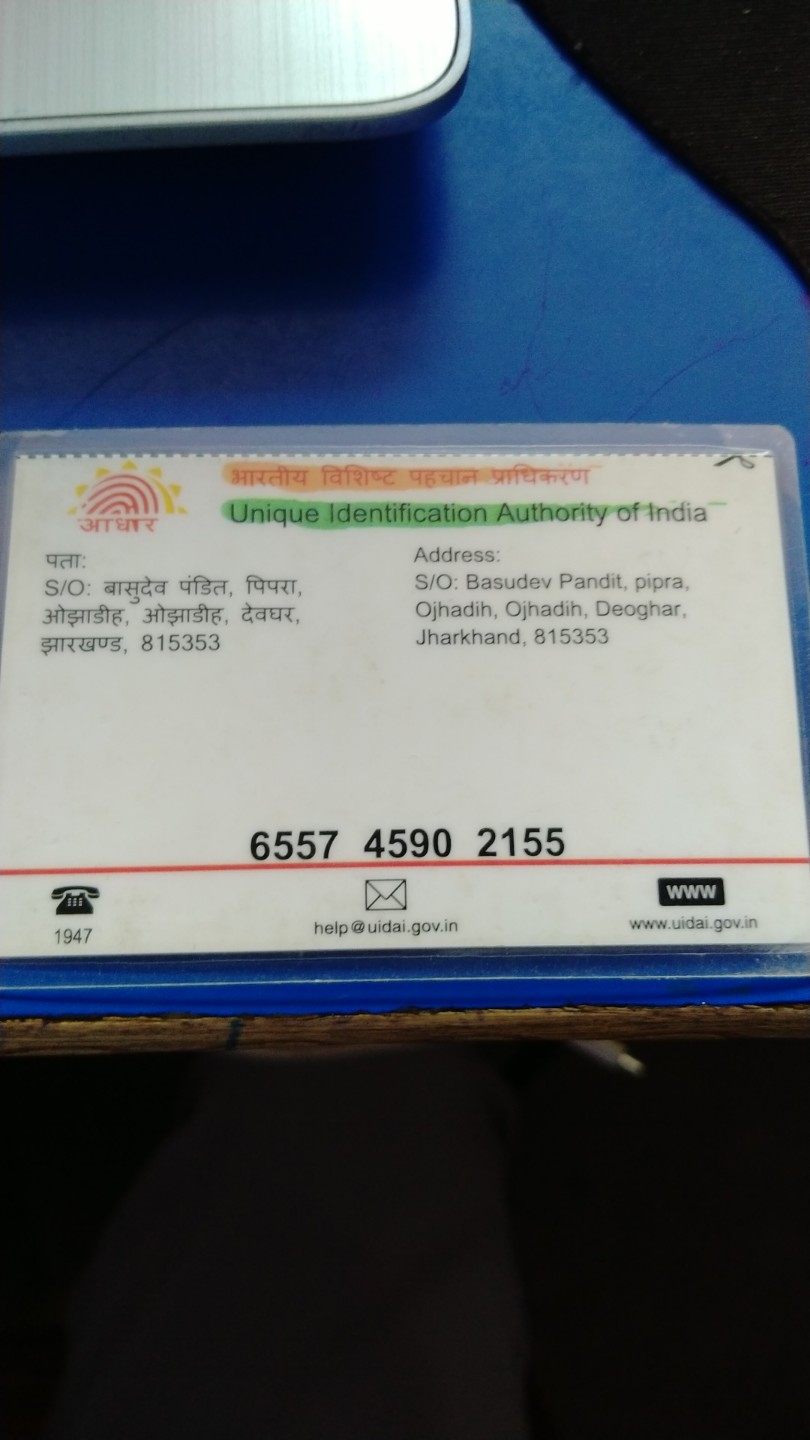 भारतीय विशिष्ट पहचान प्राधिकरण
Unique Identification Authority of India
आधार
पता:
S/O: बासुदेव पंडित, पिपरा,
ओझाडीह, ओझाडीह, देवघर,
झारखण्ड, 815353
Address:
S/O: Basudev Pandit, pipra,
Ojhadih, Ojhadih, Deoghar,
Jharkhand, 815353
6557 4590 2155
1947
help@uidai.gov.in
www
www.uidai.gov.in